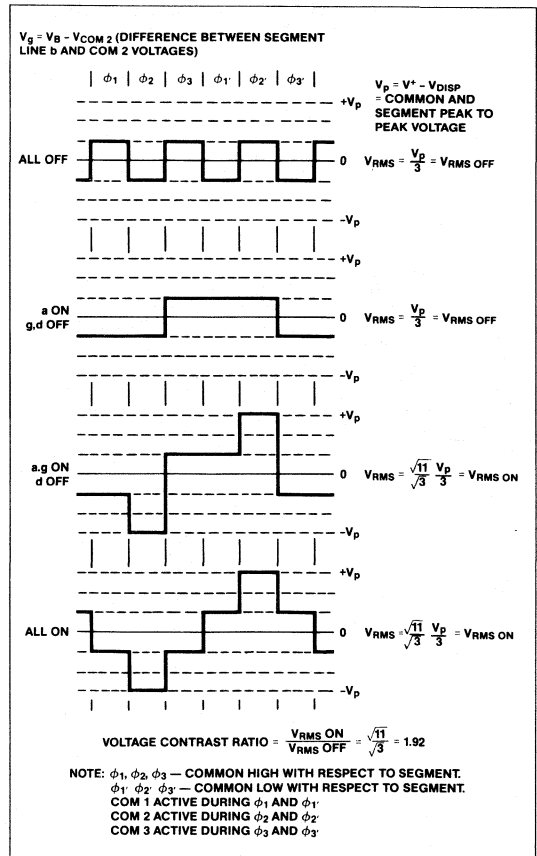 Vg = VB - VCOM 2 (DIFFERENCE BETWEEN SEGMENT
LINE b AND COM 2 VOLTAGES)
| ϕ1 | ϕ2 | ϕ3 | ϕ1' | ϕ2' | ϕ3' |
Vp = V+ - VDISP
= COMMON AND
SEGMENT PEAK TO
PEAK VOLTAGE
+Vp
ALL OFF
0
VRMS = Vp/3 = VRMS OFF
-Vp
+Vp
a ON
g,d OFF
0
VRMS = Vp/3 = VRMS OFF
-Vp
+Vp
a.g ON
d OFF
0
VRMS = √11/√3 Vp/3 = VRMS ON
-Vp
+Vp
ALL ON
0
VRMS = √11/√3 Vp/3 = VRMS ON
-Vp
VOLTAGE CONTRAST RATIO = VRMS ON/VRMS OFF = √11/√3 = 1.92
NOTE: ϕ1, ϕ2, ϕ3 — COMMON HIGH WITH RESPECT TO SEGMENT.
ϕ1' ϕ2' ϕ3' — COMMON LOW WITH RESPECT TO SEGMENT.
COM 1 ACTIVE DURING ϕ1 AND ϕ1'
COM 2 ACTIVE DURING ϕ2 AND ϕ2'
COM 3 ACTIVE DURING ϕ3 AND ϕ3'